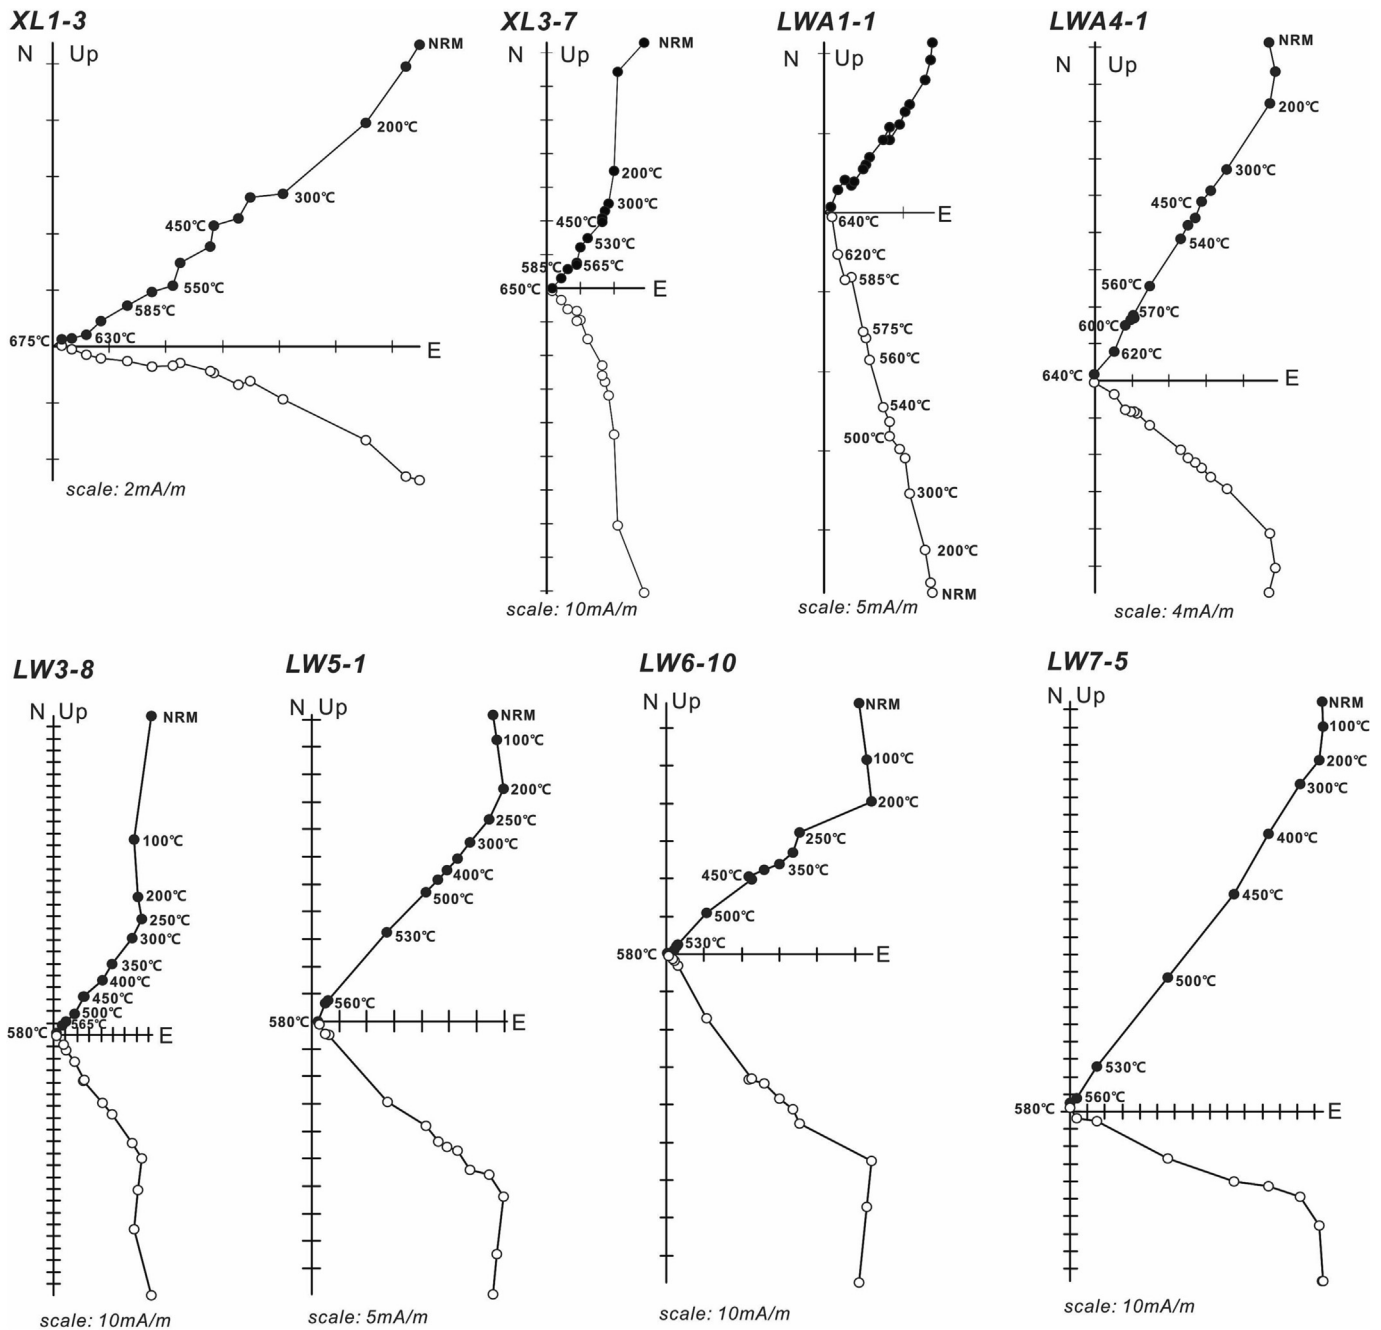 XL1-3
N Up
NRM
200℃
300℃
450℃
550℃
585℃
630℃
675℃
E
scale: 2mA/m
XL3-7
N Up
NRM
200℃
300℃
450℃
530℃
585℃ 565℃
650℃
E
scale: 10mA/m
LWA1-1
N Up
E
640℃
620℃
585℃
575℃
560℃
540℃
500℃
300℃
200℃
NRM
scale: 5mA/m
LWA4-1
N Up
NRM
200℃
300℃
450℃
540℃
560℃
570℃
600℃
620℃
640℃
E
scale: 4mA/m
LW3-8
N Up
NRM
100℃
200℃
250℃
300℃
350℃
400℃
450℃
500℃
565℃
580℃
E
scale: 10mA/m
LW5-1
N Up
NRM
100℃
200℃
250℃
300℃
400℃
500℃
530℃
560℃
580℃
E
scale: 5mA/m
LW6-10
N Up
NRM
100℃
200℃
250℃
350℃
450℃
500℃
530℃
580℃
E
scale: 10mA/m
LW7-5
N Up
NRM
100℃
200℃
300℃
400℃
450℃
500℃
530℃
560℃
580℃
E
scale: 10mA/m